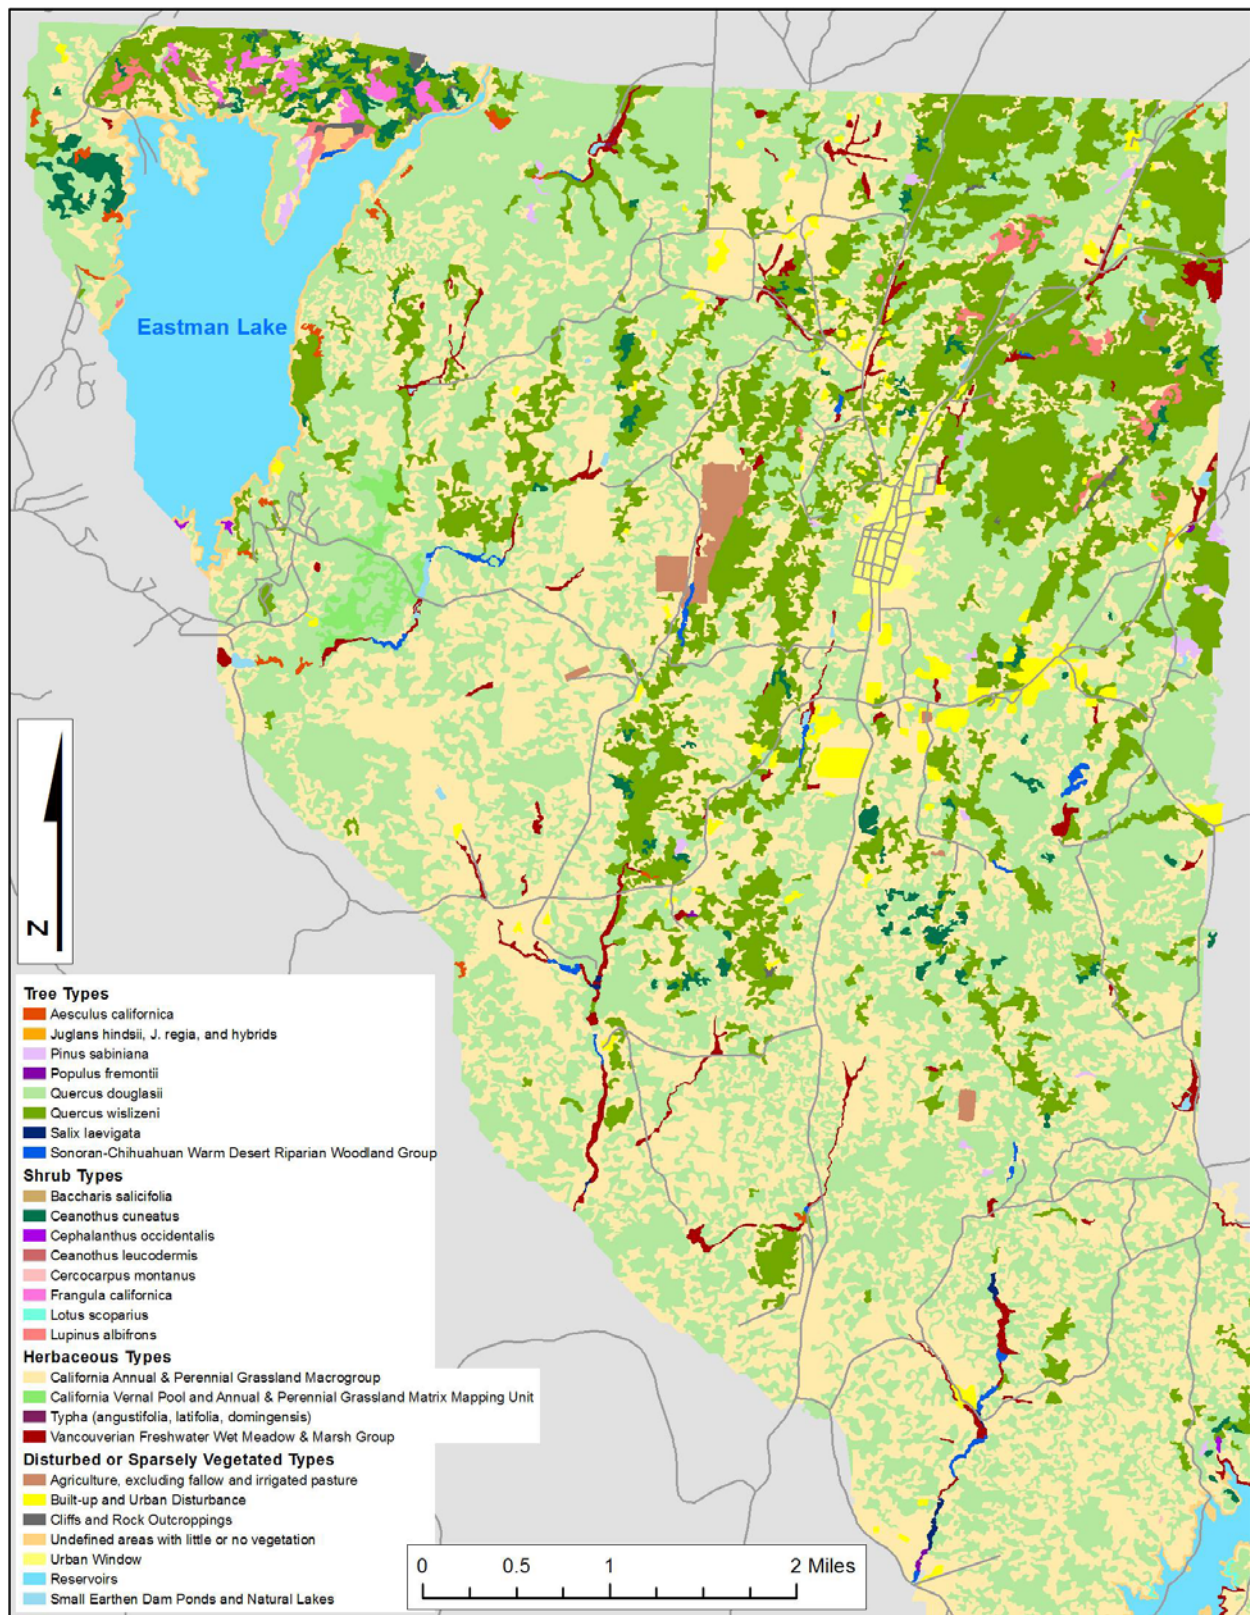 Eastman Lake
N
Tree Types
Aesculus californica
Juglans hindsii, J. regia, and hybrids
Pinus sabiniana
Populus fremontii
Quercus douglasii
Quercus wislizeni
Salix laevigata
Sonoran-Chihuahuan Warm Desert Riparian Woodland Group
Shrub Types
Baccharis salicifolia
Ceanothus cuneatus
Cephalanthus occidentalis
Ceanothus leucodermis
Cercocarpus montanus
Frangula californica
Lotus scoparius
Lupinus albifrons
Herbaceous Types
California Annual & Perennial Grassland Macrogroup
California Vernal Pool and Annual & Perennial Grassland Matrix Mapping Unit
Typha (angustifolia, latifolia, domingensis)
Vancouverian Freshwater Wet Meadow & Marsh Group
Disturbed or Sparsely Vegetated Types
Agriculture, excluding fallow and irrigated pasture
Built-up and Urban Disturbance
Cliffs and Rock Outcroppings
Undefined areas with little or no vegetation
Urban Window
Reservoirs
Small Earthen Dam Ponds and Natural Lakes
0 0.5 1 2 Miles